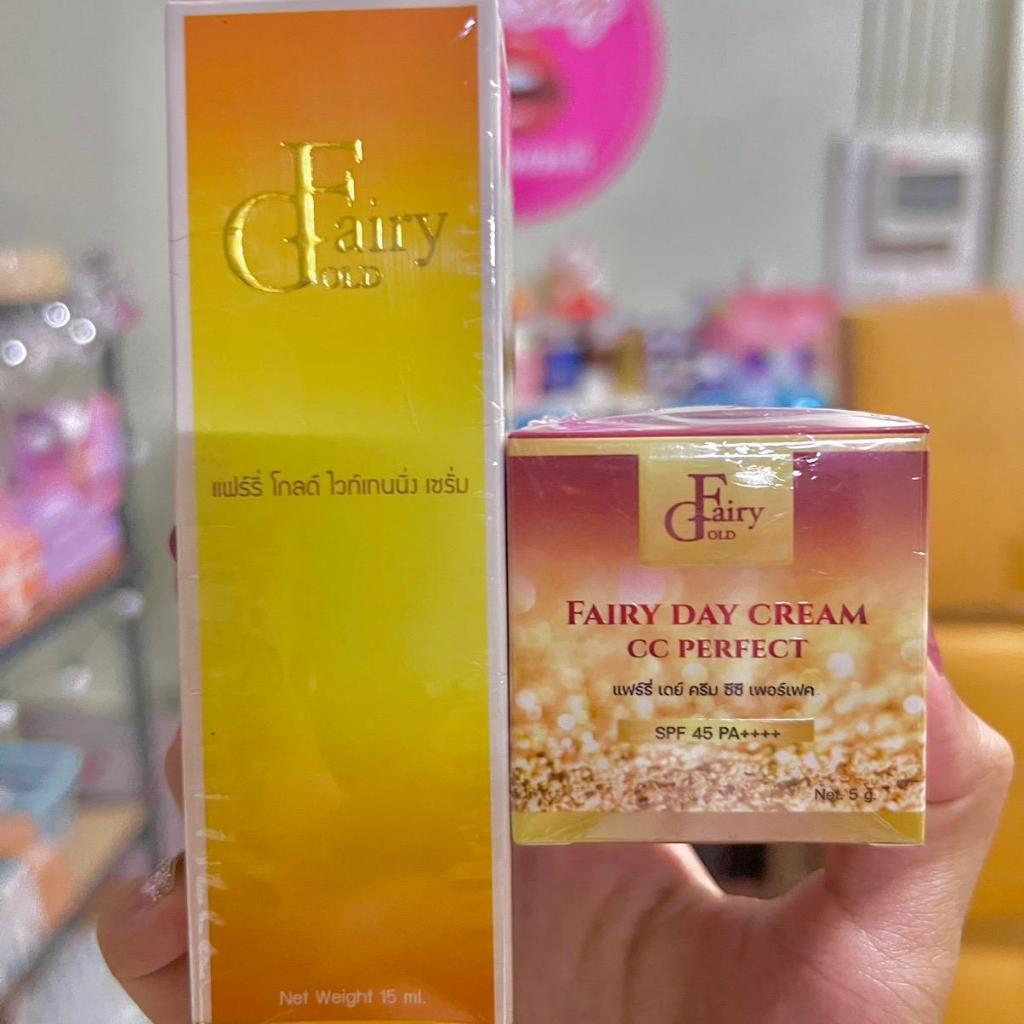 Fairy
GOLD
แฟร์รี่ โกลด์ ไวท์เทนนิ่ง เซรั่ม
Net Weight 15 ml.
Fairy
GOLD
FAIRY DAY CREAM
CC PERFECT
แฟร์รี่ เดย์ ครีม ซีซี เพอร์เฟค
SPF 45 PA++++
Net. 5 g.